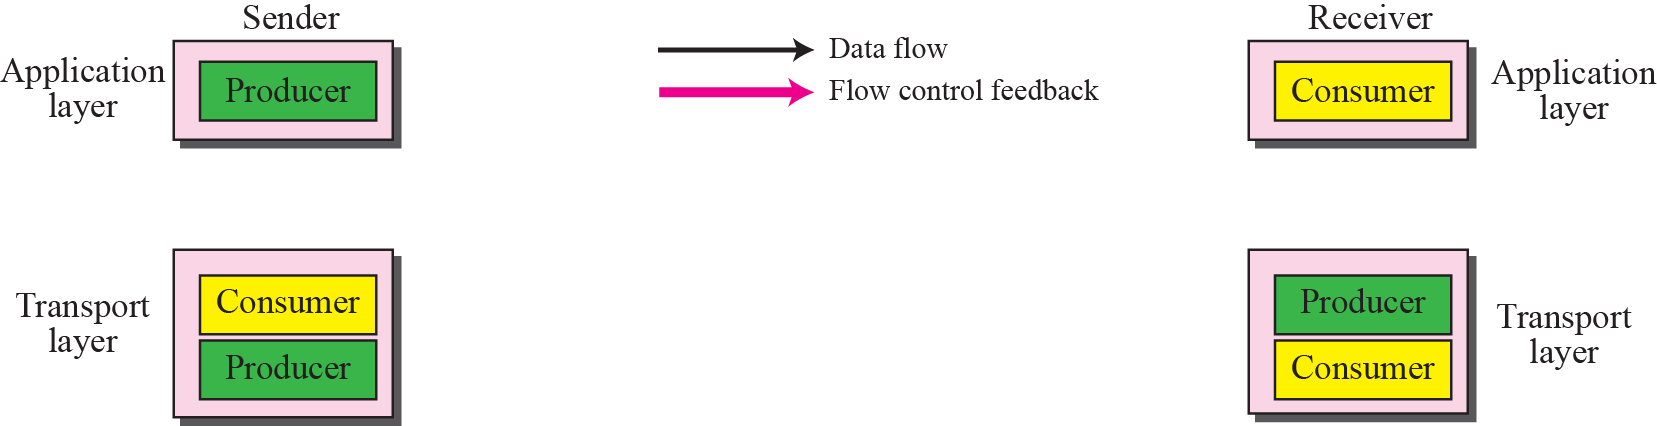 Sender
Application
layer
Producer
Data flow
Flow control feedback
Receiver
Consumer
Application
layer
Transport
layer
Consumer
Producer
Producer
Consumer
Transport
layer